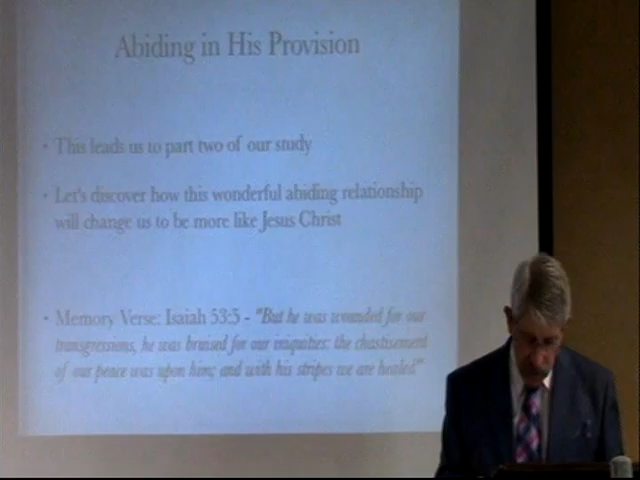 Abiding in His Provision
• This leads us to part two of our study
• Let's discover how this wonderful abiding relationship
will change us to be more like Jesus Christ
• Memory Verse: Isaiah 53:5 - "But he was wounded for our
transgressions, he was bruised for our iniquities: the chastisement
of our peace was upon him; and with his stripes we are healed"